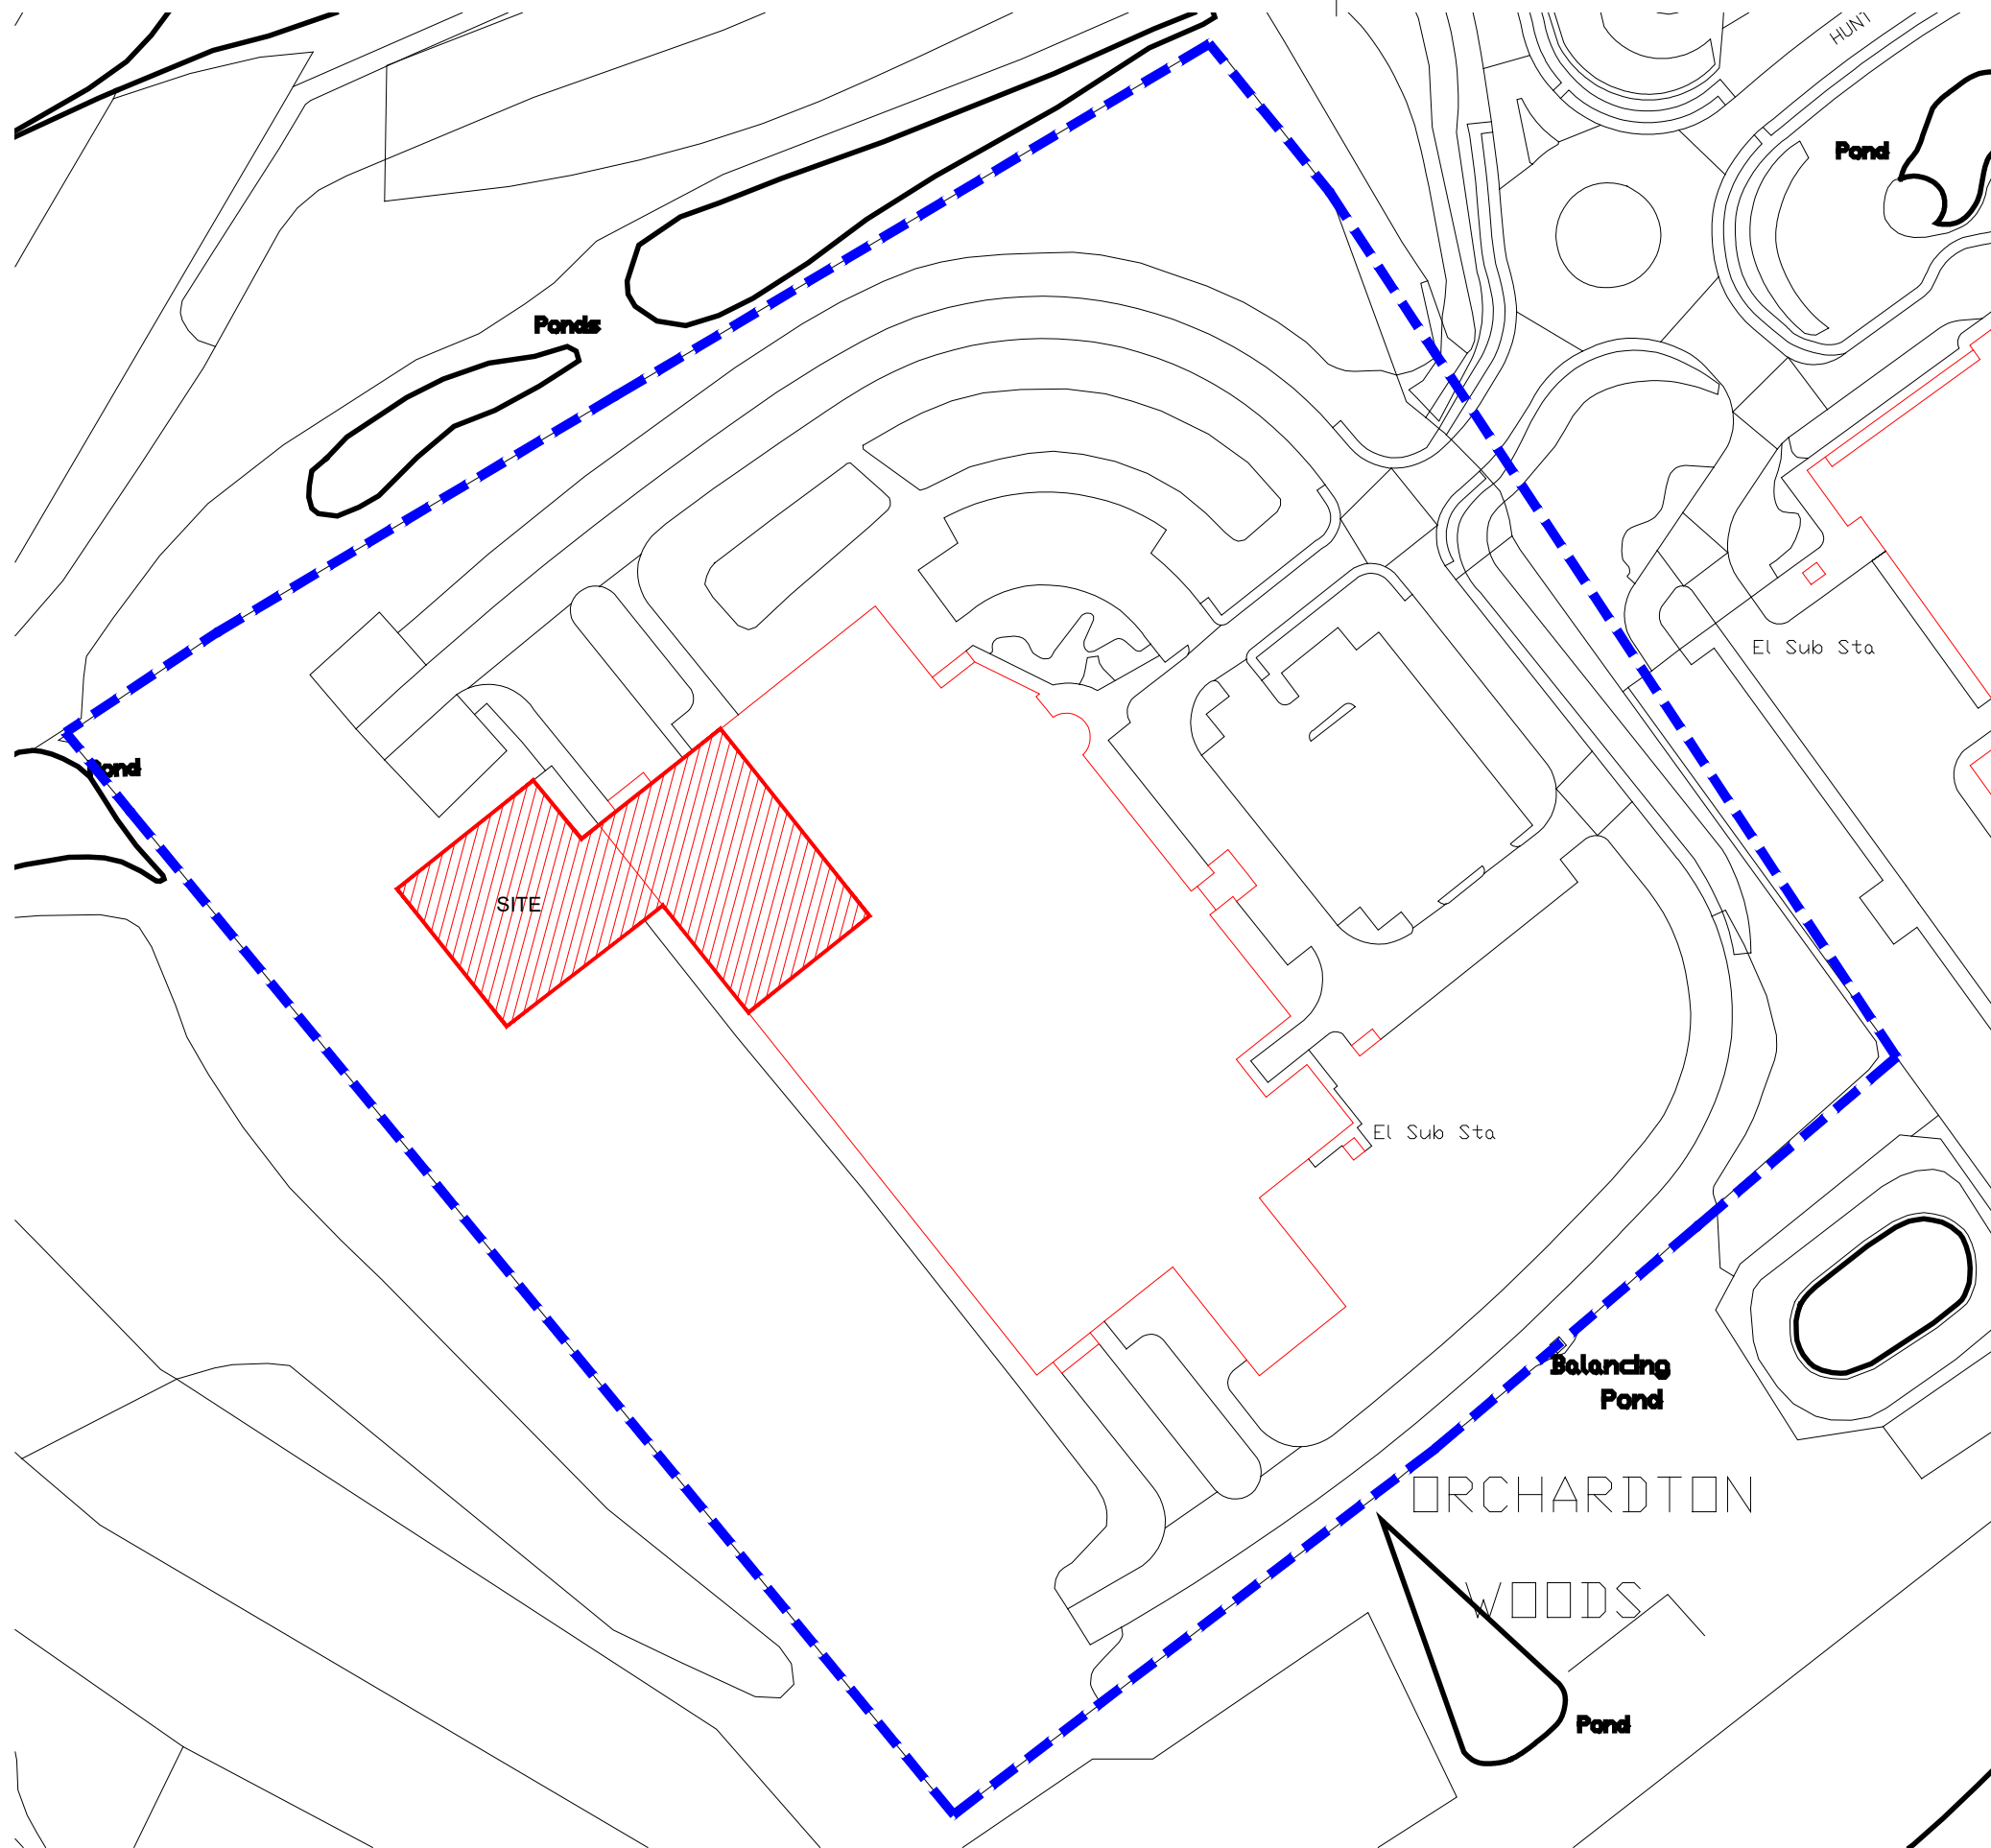 HUNT
Pond
Ponds
El Sub Sta
Pond
SITE
El Sub Sta
Balancing
Pond
ORCHARDTON
WOODS
Pond